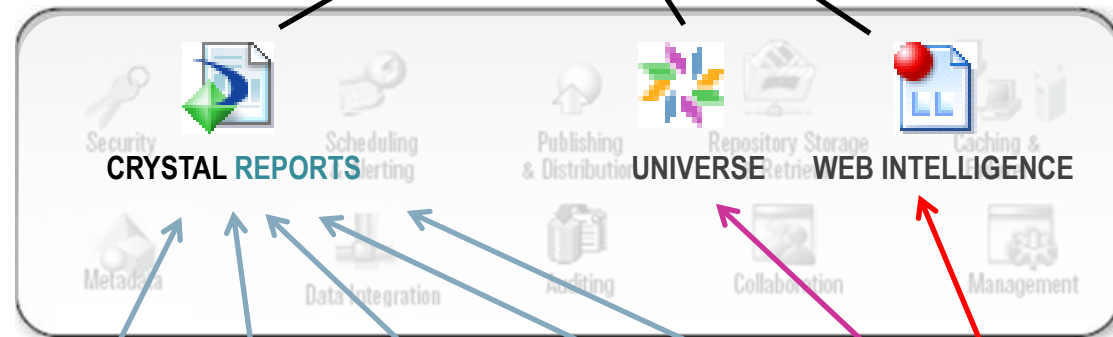 Security
Scheduling
Publishing
Repository Storage
Caching &
CRYSTAL REPORTS
& Distribution
UNIVERSE
WEB INTELLIGENCE
Metadata
Data Integration
Auditing
Collaboration
Management